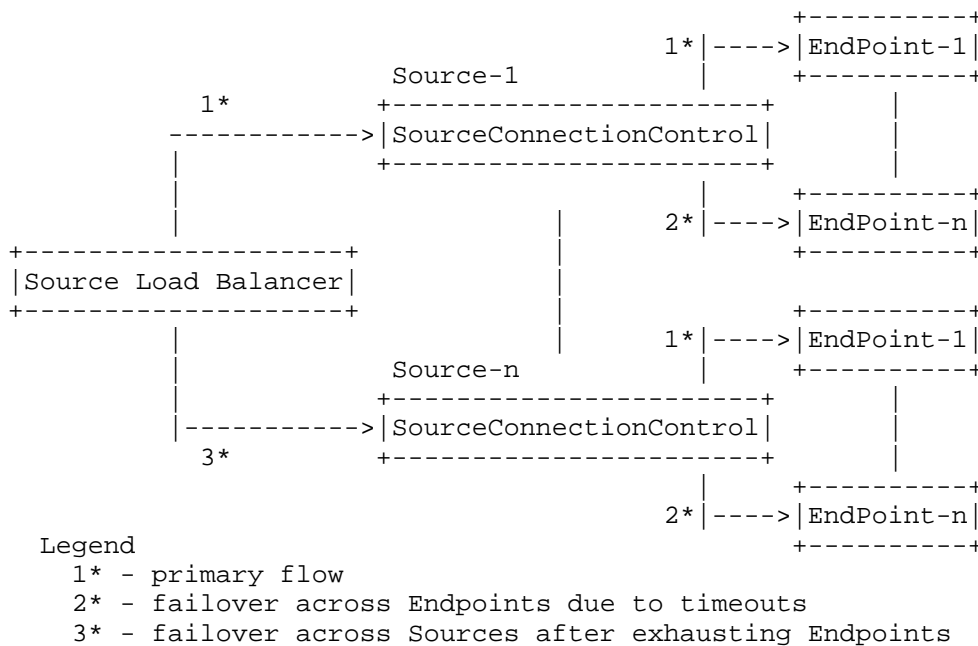 1* EndPoint-1
Source-1
1*
SourceConnectionControl
2* EndPoint-n
Source Load Balancer
1* EndPoint-1
Source-n
SourceConnectionControl
3*
2* EndPoint-n
Legend
1* - primary flow
2* - failover across Endpoints due to timeouts
3* - failover across Sources after exhausting Endpoints